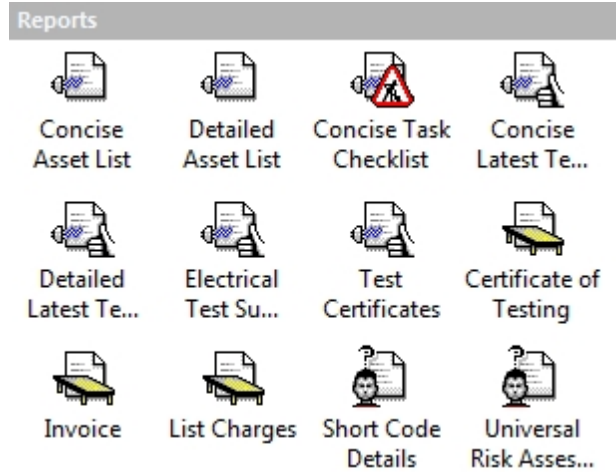 Reports
Concise Detailed Concise Task Concise
Asset List Asset List Checklist Latest Te...
Detailed Electrical Test Certificate of
Latest Te... Test Su... Certificates Testing
Invoice List Charges Short Code Universal
Details Risk Asses...